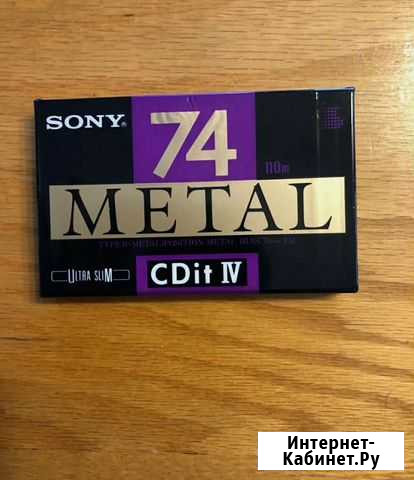 SONY®
74
110m
METAL
ULTRA SLIM
CDit IV
Интернет-
Кабинет.Ру